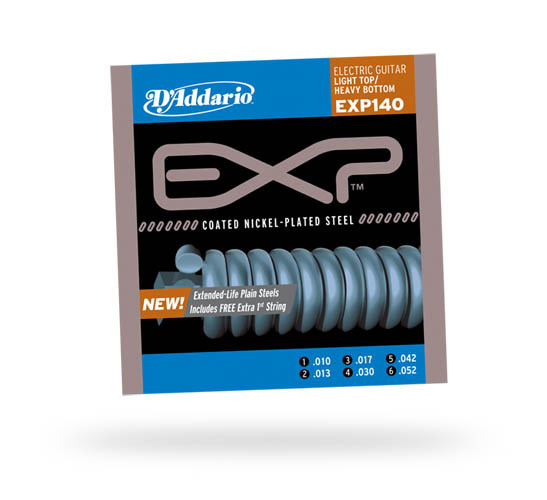 D'Addario
ELECTRIC GUITAR
LIGHT TOP/
HEAVY BOTTOM
EXP140
EXP™
COATED NICKEL-PLATED STEEL
NEW!
Extended-Life Plain Steels
Includes FREE Extra 1st String
1 .010 3 .017 5 .042
2 .013 4 .030 6 .052